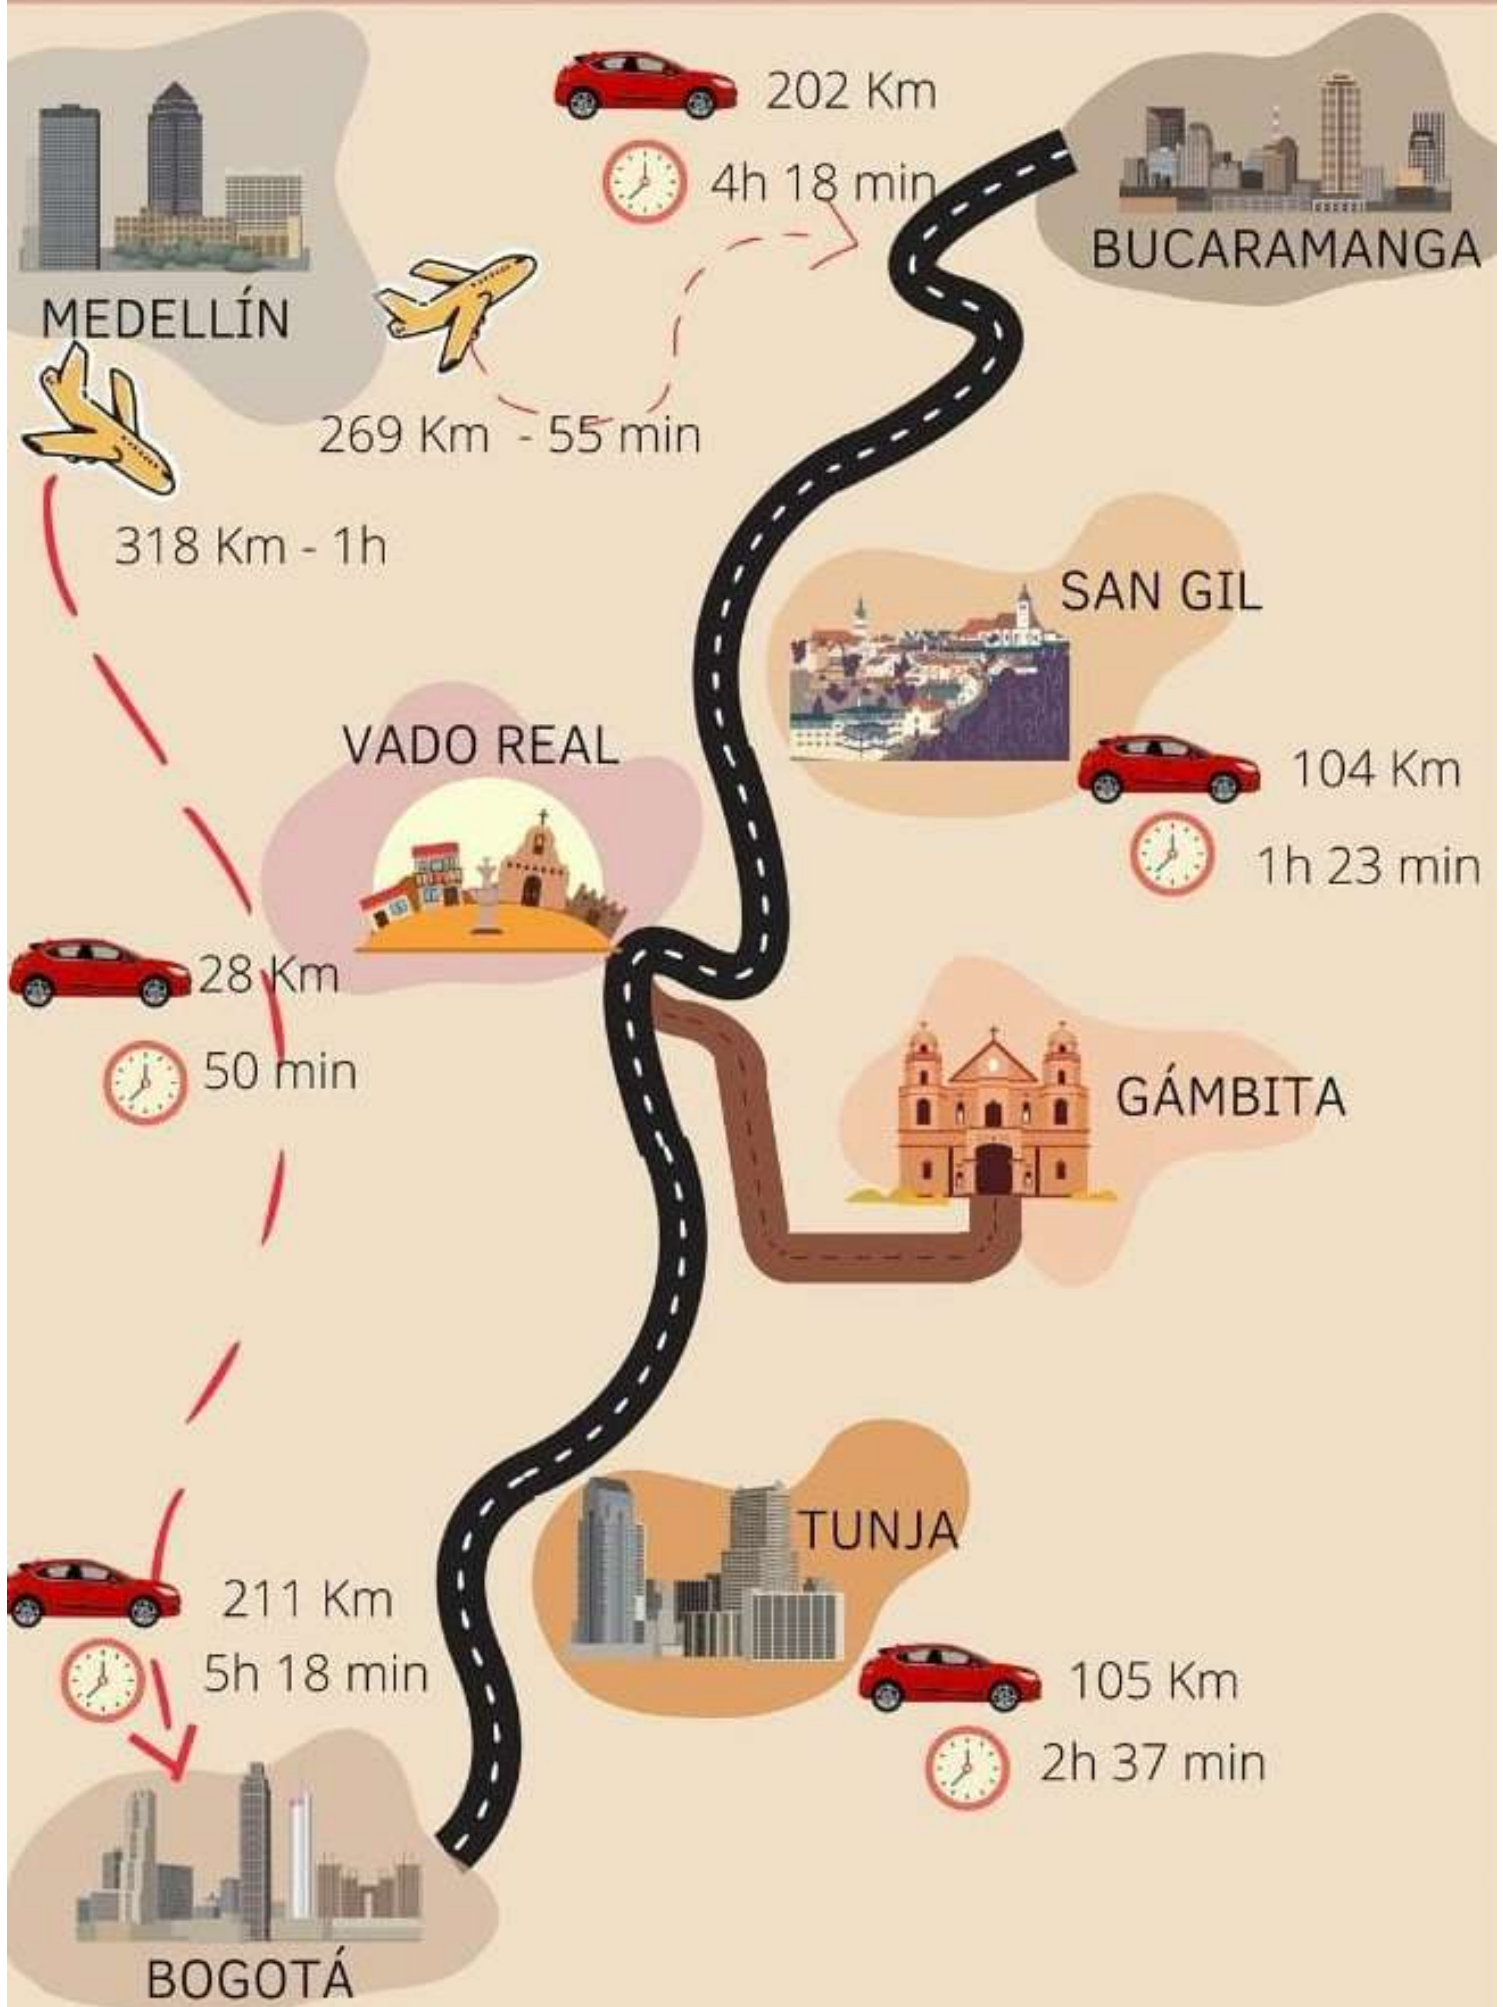 202 Km
4h 18 min
BUCARAMANGA
MEDELLÍN
269 Km - 55 min
318 Km - 1h
SAN GIL
VADO REAL
104 Km
1h 23 min
28 Km
50 min
GÁMBITA
TUNJA
211 Km
5h 18 min
105 Km
2h 37 min
BOGOTÁ